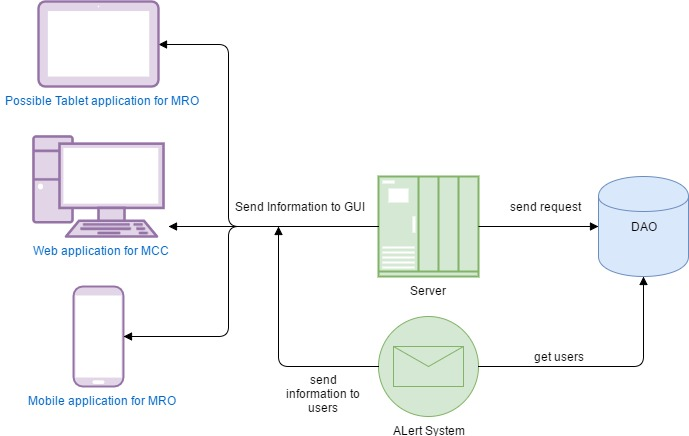 Possible Tablet application for MRO
Send Information to GUI
send request
DAO
Web application for MCC
Server
get users
send
information to
users
Mobile application for MRO
ALert System